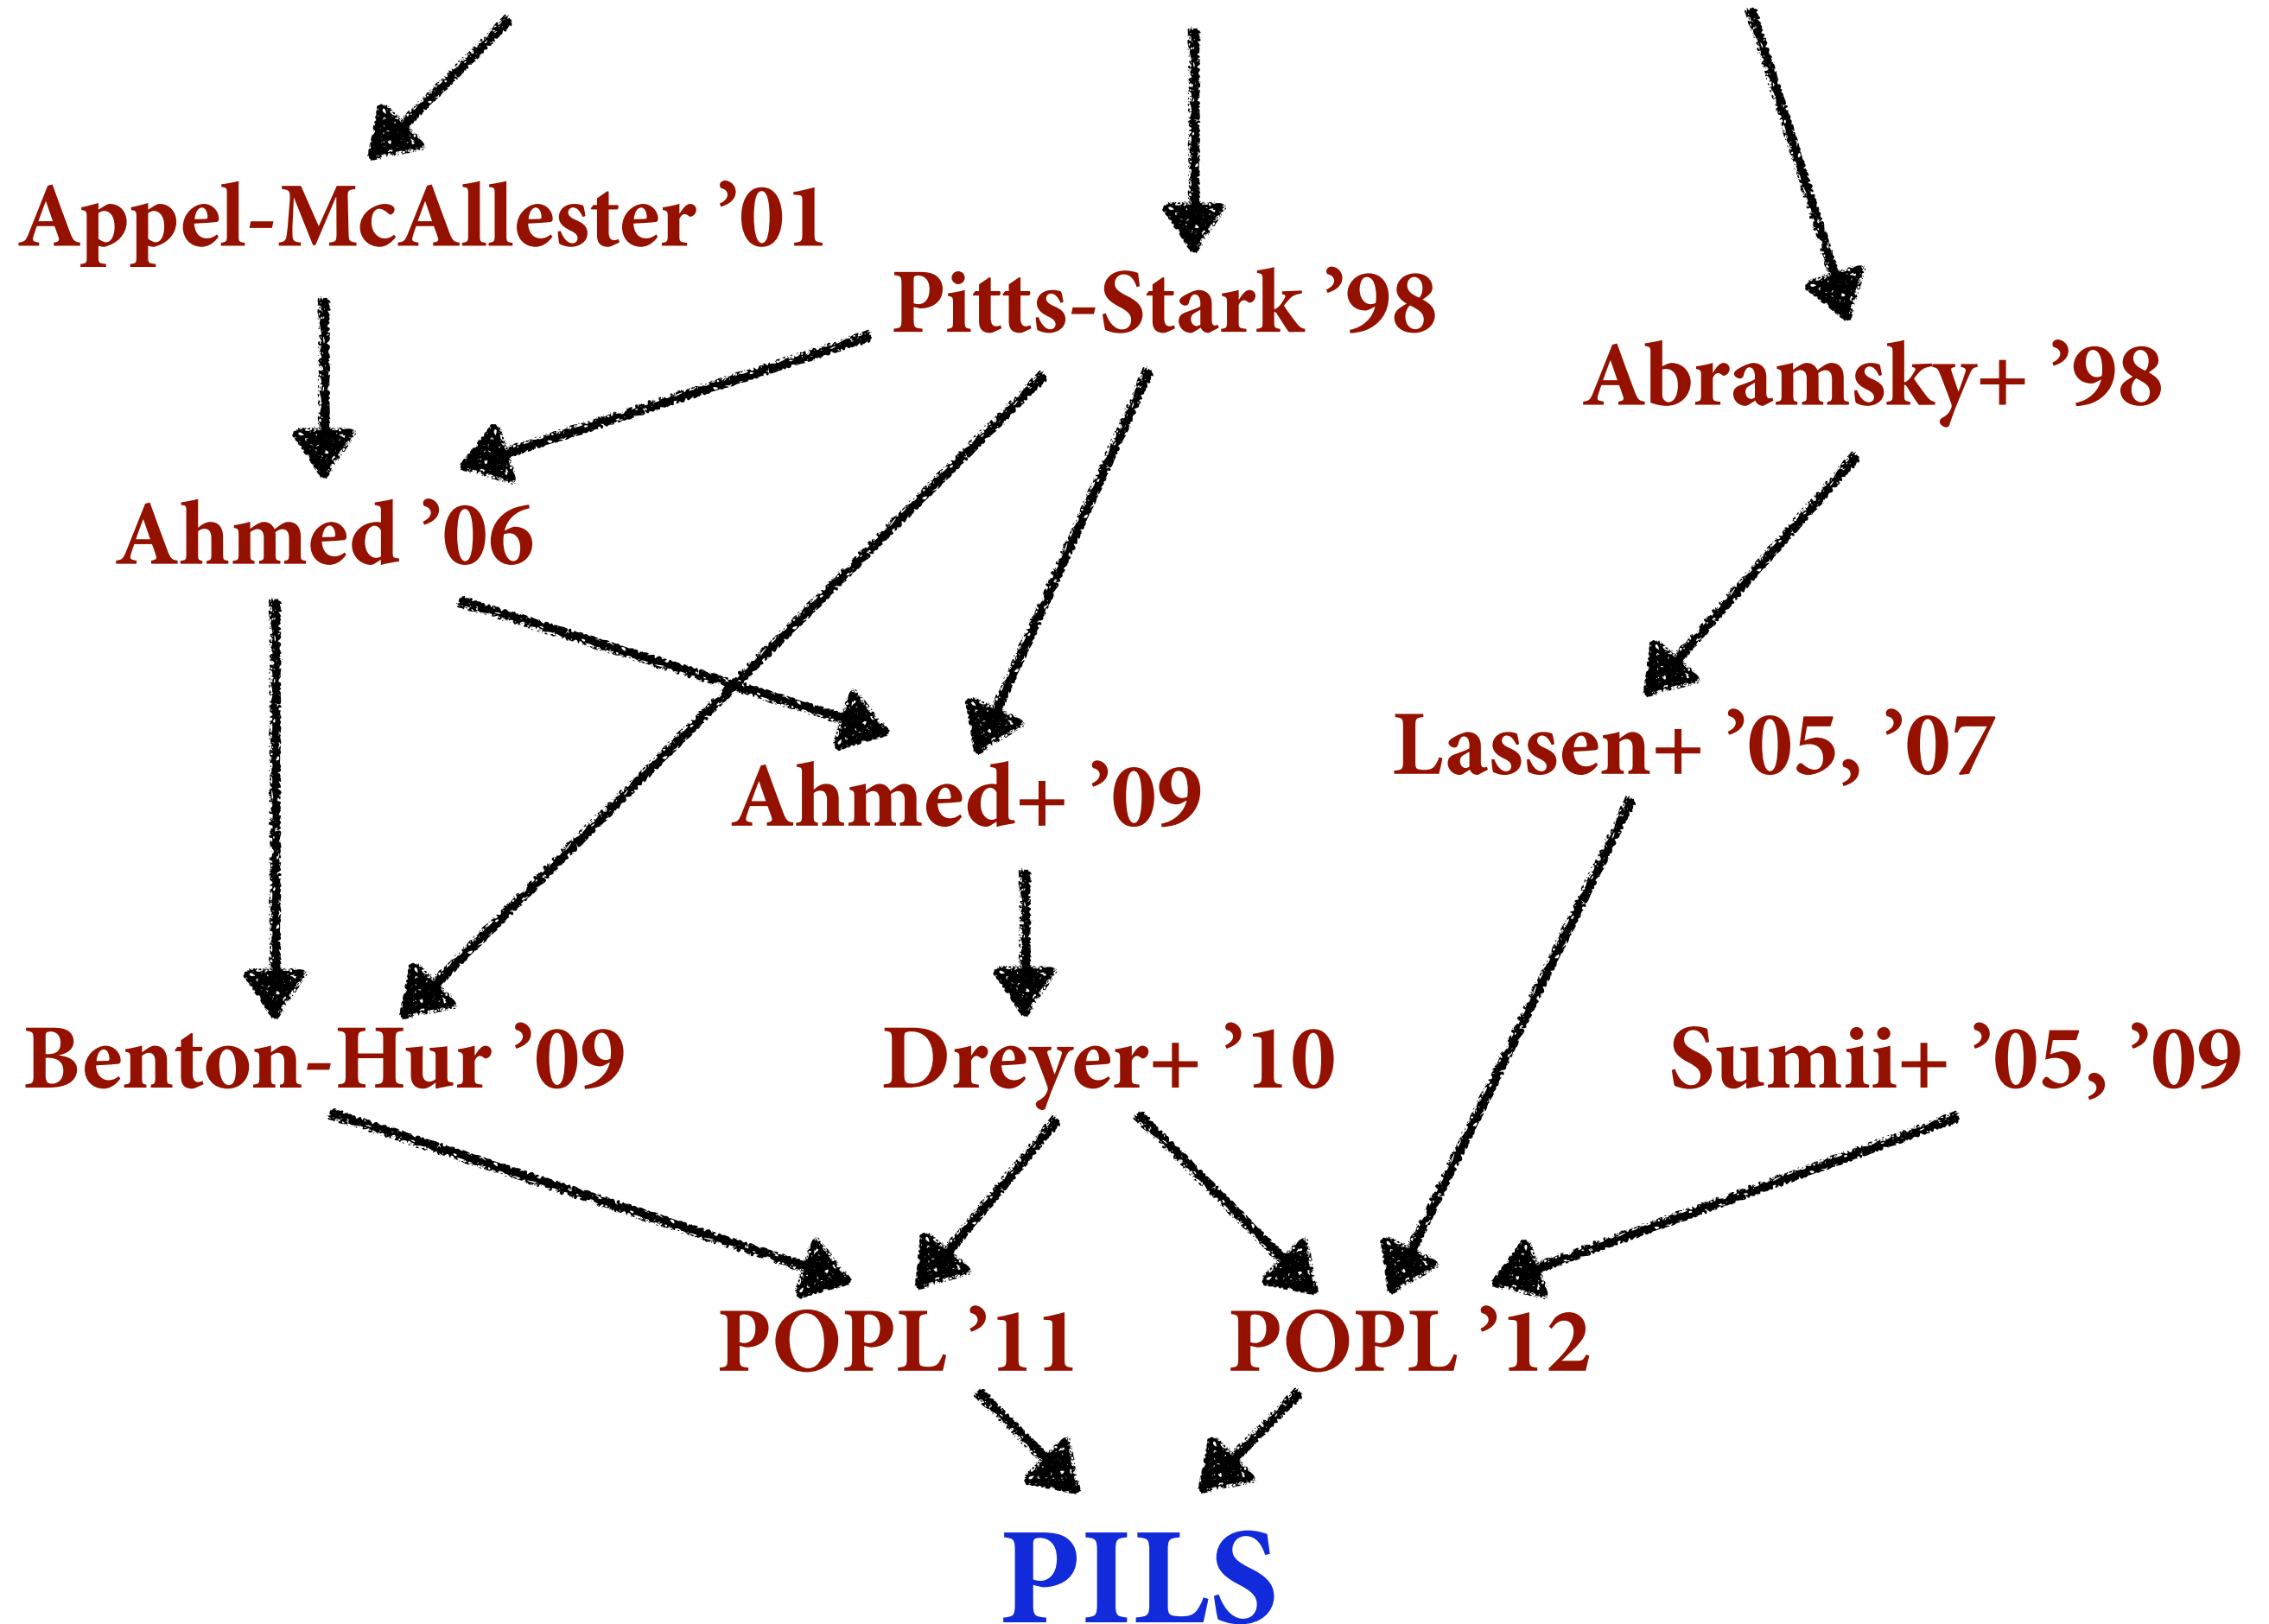 Appel-McAllester ’01
Pitts-Stark ’98
Abramsky+ ’98
Ahmed ’06
Lassen+ ’05, ’07
Ahmed+ ’09
Benton-Hur ’09
Dreyer+ ’10
Sumii+ ’05, ’09
POPL ’11
POPL ’12
PILS